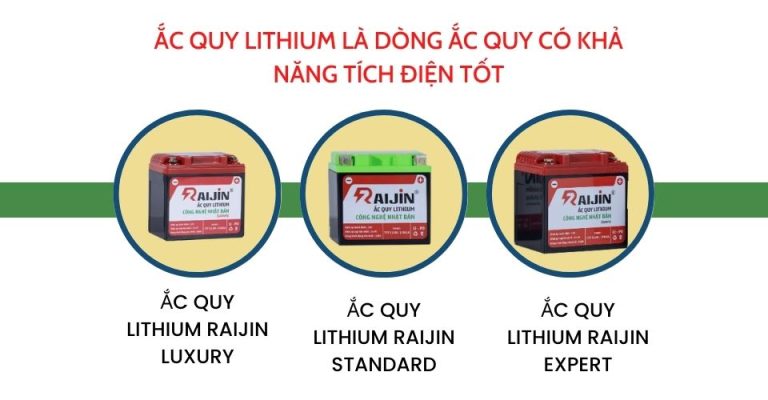 ẮC QUY LITHIUM LÀ DÒNG ẮC QUY CÓ KHẢ
NĂNG TÍCH ĐIỆN TỐT
RAIJIN®
ẮC QUY LITHIUM
CÔNG NGHỆ NHẬT BẢN
RAIJIN®
ẮC QUY LITHIUM
CÔNG NGHỆ NHẬT BẢN
RAIJIN®
ẮC QUY LITHIUM
CÔNG NGHỆ NHẬT BẢN
ẮC QUY
LITHIUM RAIJIN
LUXURY
ẮC QUY
LITHIUM RAIJIN
STANDARD
ẮC QUY
LITHIUM RAIJIN
EXPERT